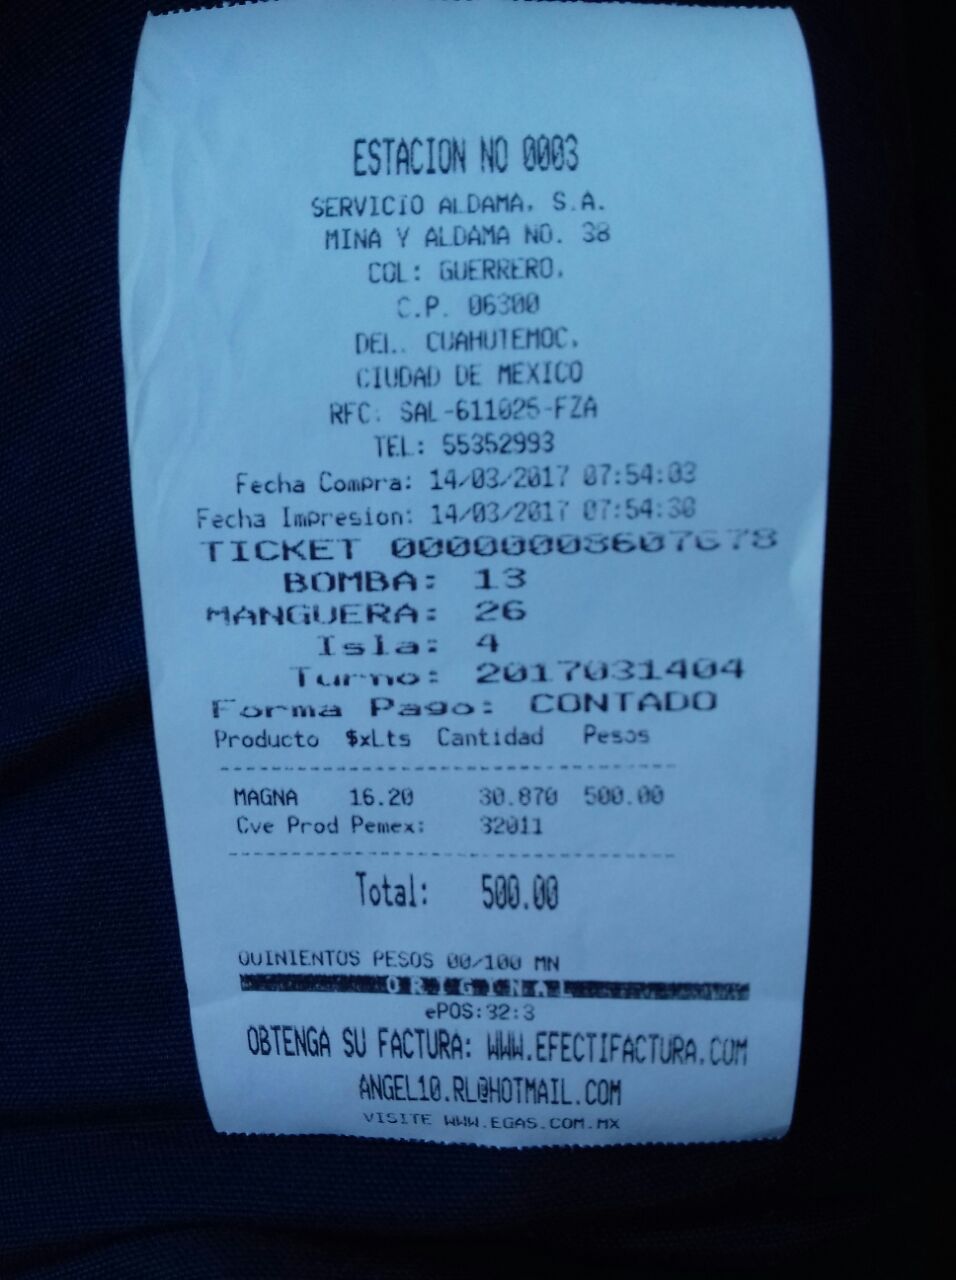 ESTACION NO 0003
SERVICIO ALDAMA, S.A.
MINA Y ALDAMA NO. 38
COL: GUERRERO,
C.P. 06300
DEL. CUAHUTEMOC,
CIUDAD DE MEXICO
RFC: SAL-611025-FZA
TEL: 55352993
Fecha Compra: 14/03/2017 07:54:03
Fecha Impresion: 14/03/2017 07:54:30
TICKET 00000003607678
BOMBA: 13
MANGUERA: 26
Isla: 4
Turno: 2017031404
Forma Pago: CONTADO
Producto $xLts Cantidad Pesos
MAGNA 16.20 30.870 500.00
Cve Prod Pemex: 32011
Total: 500.00
QUINIENTOS PESOS 00/100 MN
ORIGINAL
ePOS:32:3
OBTENGA SU FACTURA: WWW.EFECTIFACTURA.COM
ANGEL10.RL@HOTMAIL.COM
VISITE WWW.EGAS.COM.MX